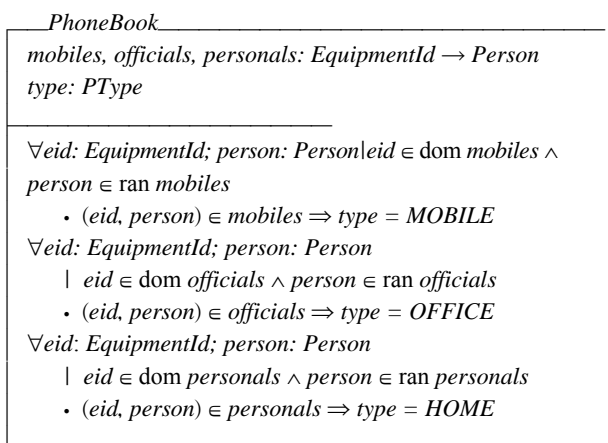 PhoneBook
mobiles, officials, personals: EquipmentId → Person
type: PType
∀eid: EquipmentId; person: Person|eid ∈ dom mobiles ∧
person ∈ ran mobiles
• (eid, person) ∈ mobiles ⇒ type = MOBILE
∀eid: EquipmentId; person: Person
| eid ∈ dom officials ∧ person ∈ ran officials
• (eid, person) ∈ officials ⇒ type = OFFICE
∀eid: EquipmentId; person: Person
| eid ∈ dom personals ∧ person ∈ ran personals
• (eid, person) ∈ personals ⇒ type = HOME